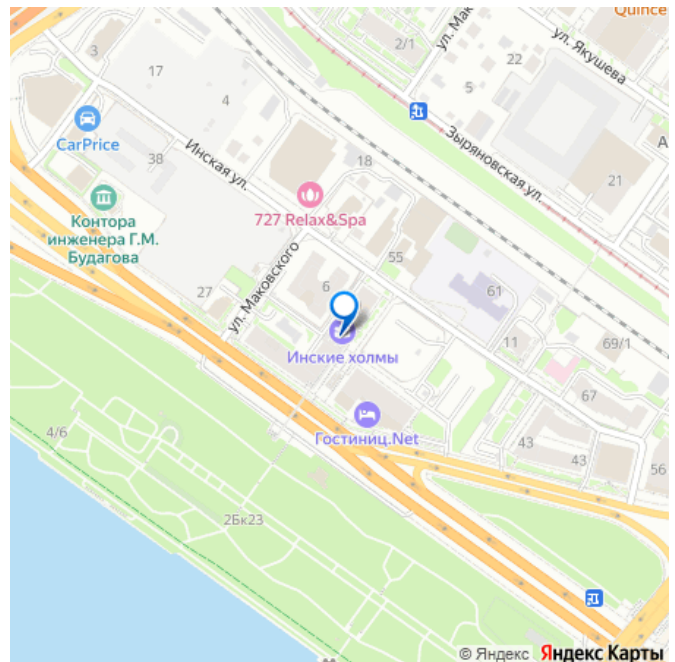 Quince
ул. Мак
2/1
ул. Якушева
3
17
22
5
4
CarPrice
Зыряновская ул.
А
38
Инская ул.
18
21
727 Relax&Spa
Контора
инженера Г.М.
Будагова
55
ул. Маковского
6
61
27
Инские холмы
11
69/1
67
Гостиниц.Net
4/6
43
43
56
2Бк23
© Яндекс Яндекс Карты